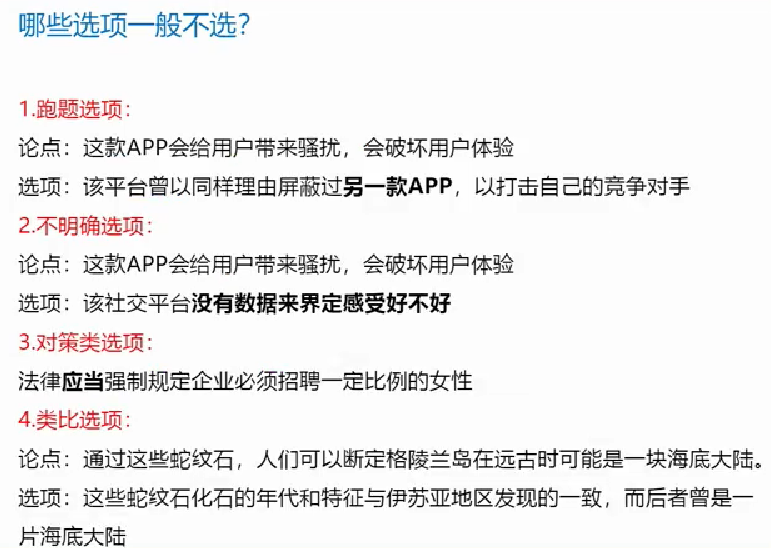 哪些选项一般不选？
1.跑题选项：
论点：这款APP会给用户带来骚扰，会破坏用户体验
选项：该平台曾以同样理由屏蔽过另一款APP，以打击自己的竞争对手
2.不明确选项：
论点：这款APP会给用户带来骚扰，会破坏用户体验
选项：该社交平台没有数据来界定感受好不好
3.对策类选项：
法律应当强制规定企业必须招聘一定比例的女性
4.类比选项：
论点：通过这些蛇纹石，人们可以断定格陵兰岛在远古时可能是一块海底大陆。
选项：这些蛇纹石化石的年代和特征与伊苏亚地区发现的一致，而后者曾是一
片海底大陆